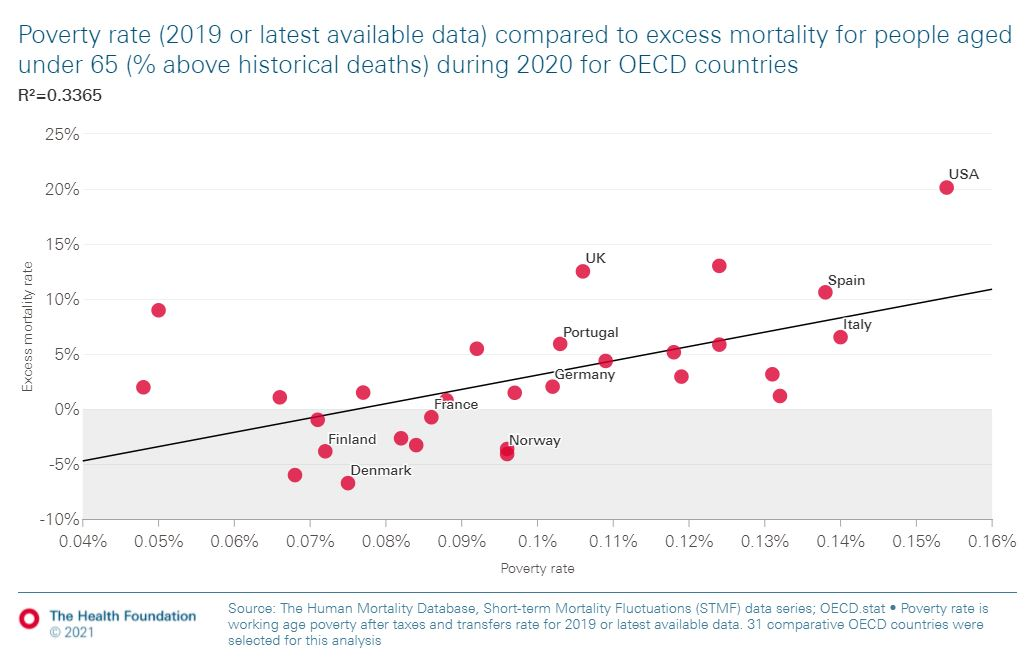 Poverty rate (2019 or latest available data) compared to excess mortality for people aged
under 65 (% above historical deaths) during 2020 for OECD countries
R²=0.3365
25%
20%
15%
10%
5%
0%
-5%
-10%
Excess mortality rate
USA
UK
Spain
Italy
Portugal
Germany
France
Finland
Norway
Denmark
0.04% 0.05% 0.06% 0.07% 0.08% 0.09% 0.1% 0.11% 0.12% 0.13% 0.14% 0.15% 0.16%
Poverty rate
The Health Foundation
© 2021
Source: The Human Mortality Database, Short-term Mortality Fluctuations (STMF) data series; OECD.stat • Poverty rate is
working age poverty after taxes and transfers rate for 2019 or latest available data. 31 comparative OECD countries were
selected for this analysis